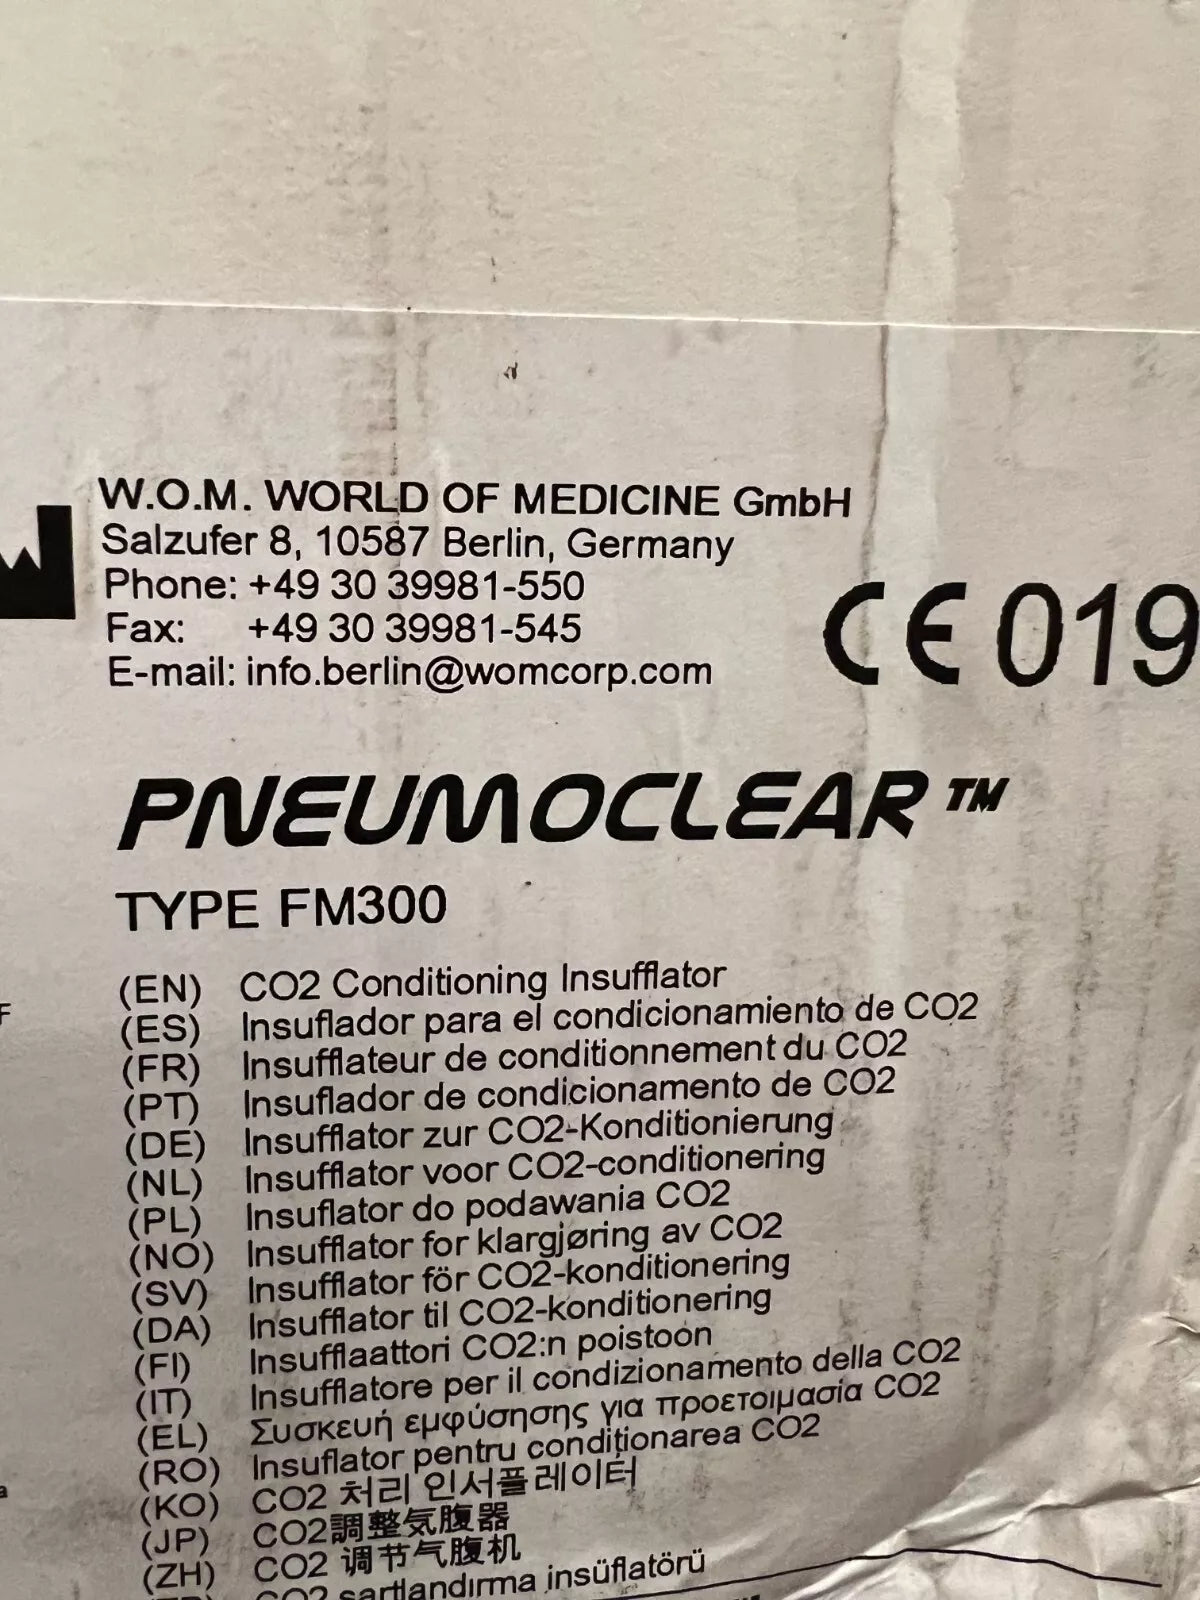 W.O.M. WORLD OF MEDICINE GmbH
Salzufer 8, 10587 Berlin, Germany
Phone: +49 30 39981-550
Fax: +49 30 39981-545
E-mail: info.berlin@womcorp.com
CE 019
PNEUMOCLEAR™
TYPE FM300
(EN) CO2 Conditioning Insufflator
(ES) Insuflador para el condicionamiento de CO2
(FR) Insufflateur de conditionnement du CO2
(PT) Insuflador de condicionamento de CO2
(DE) Insufflator zur CO2-Konditionierung
(NL) Insufflator voor CO2-conditionering
(PL) Insuflator do podawania CO2
(NO) Insufflator for klargjøring av CO2
(SV) Insufflator för CO2-konditionering
(DA) Insufflator til CO2-konditionering
(FI) Insufflaattori CO2:n poistoon
(IT) Insufflatore per il condizionamento della CO2
(EL) Συσκευή εμφύσησης για προετοιμασία CO2
(RO) Insuflator pentru condiționarea CO2
(KO) CO2 처리 인서플레이터
(JP) CO2調整気腹器
(ZH) CO2 调节气腹机
CO2 şartlandırma insüflatörü